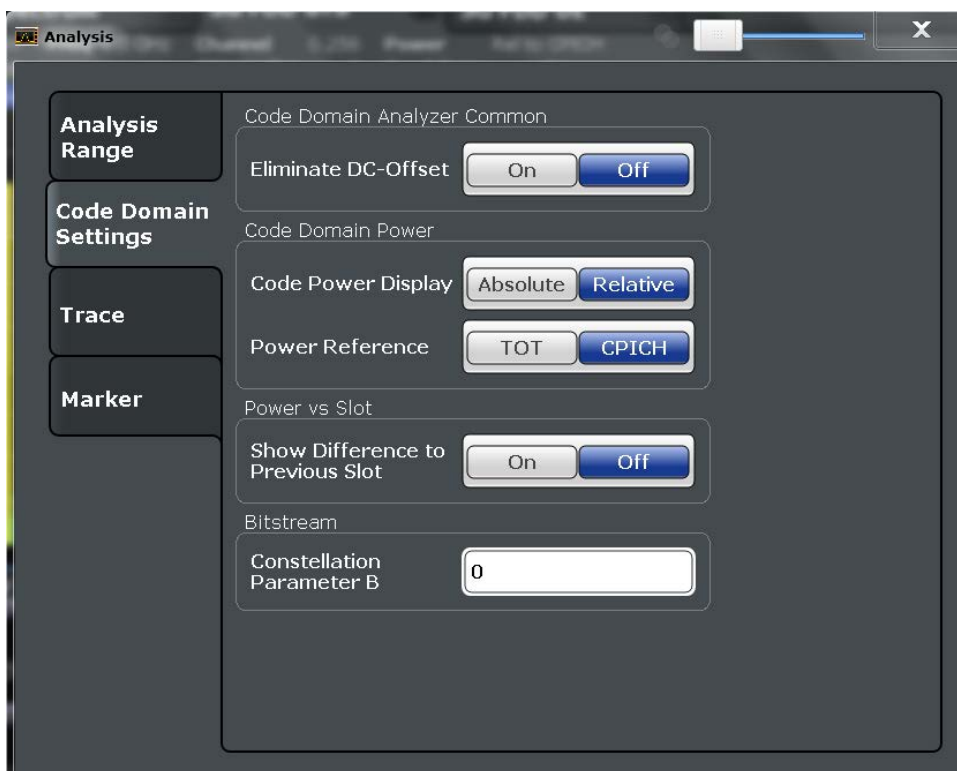 Analysis
Analysis
Range
Code Domain
Settings
Trace
Marker
Code Domain Analyzer Common
Eliminate DC-Offset On Off
Code Domain Power
Code Power Display Absolute Relative
Power Reference TOT CPICH
Power vs Slot
Show Difference to
Previous Slot On Off
Bitstream
Constellation
Parameter B 0